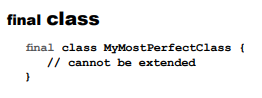 final class
final class MyMostPerfectClass {
// cannot be extended
}